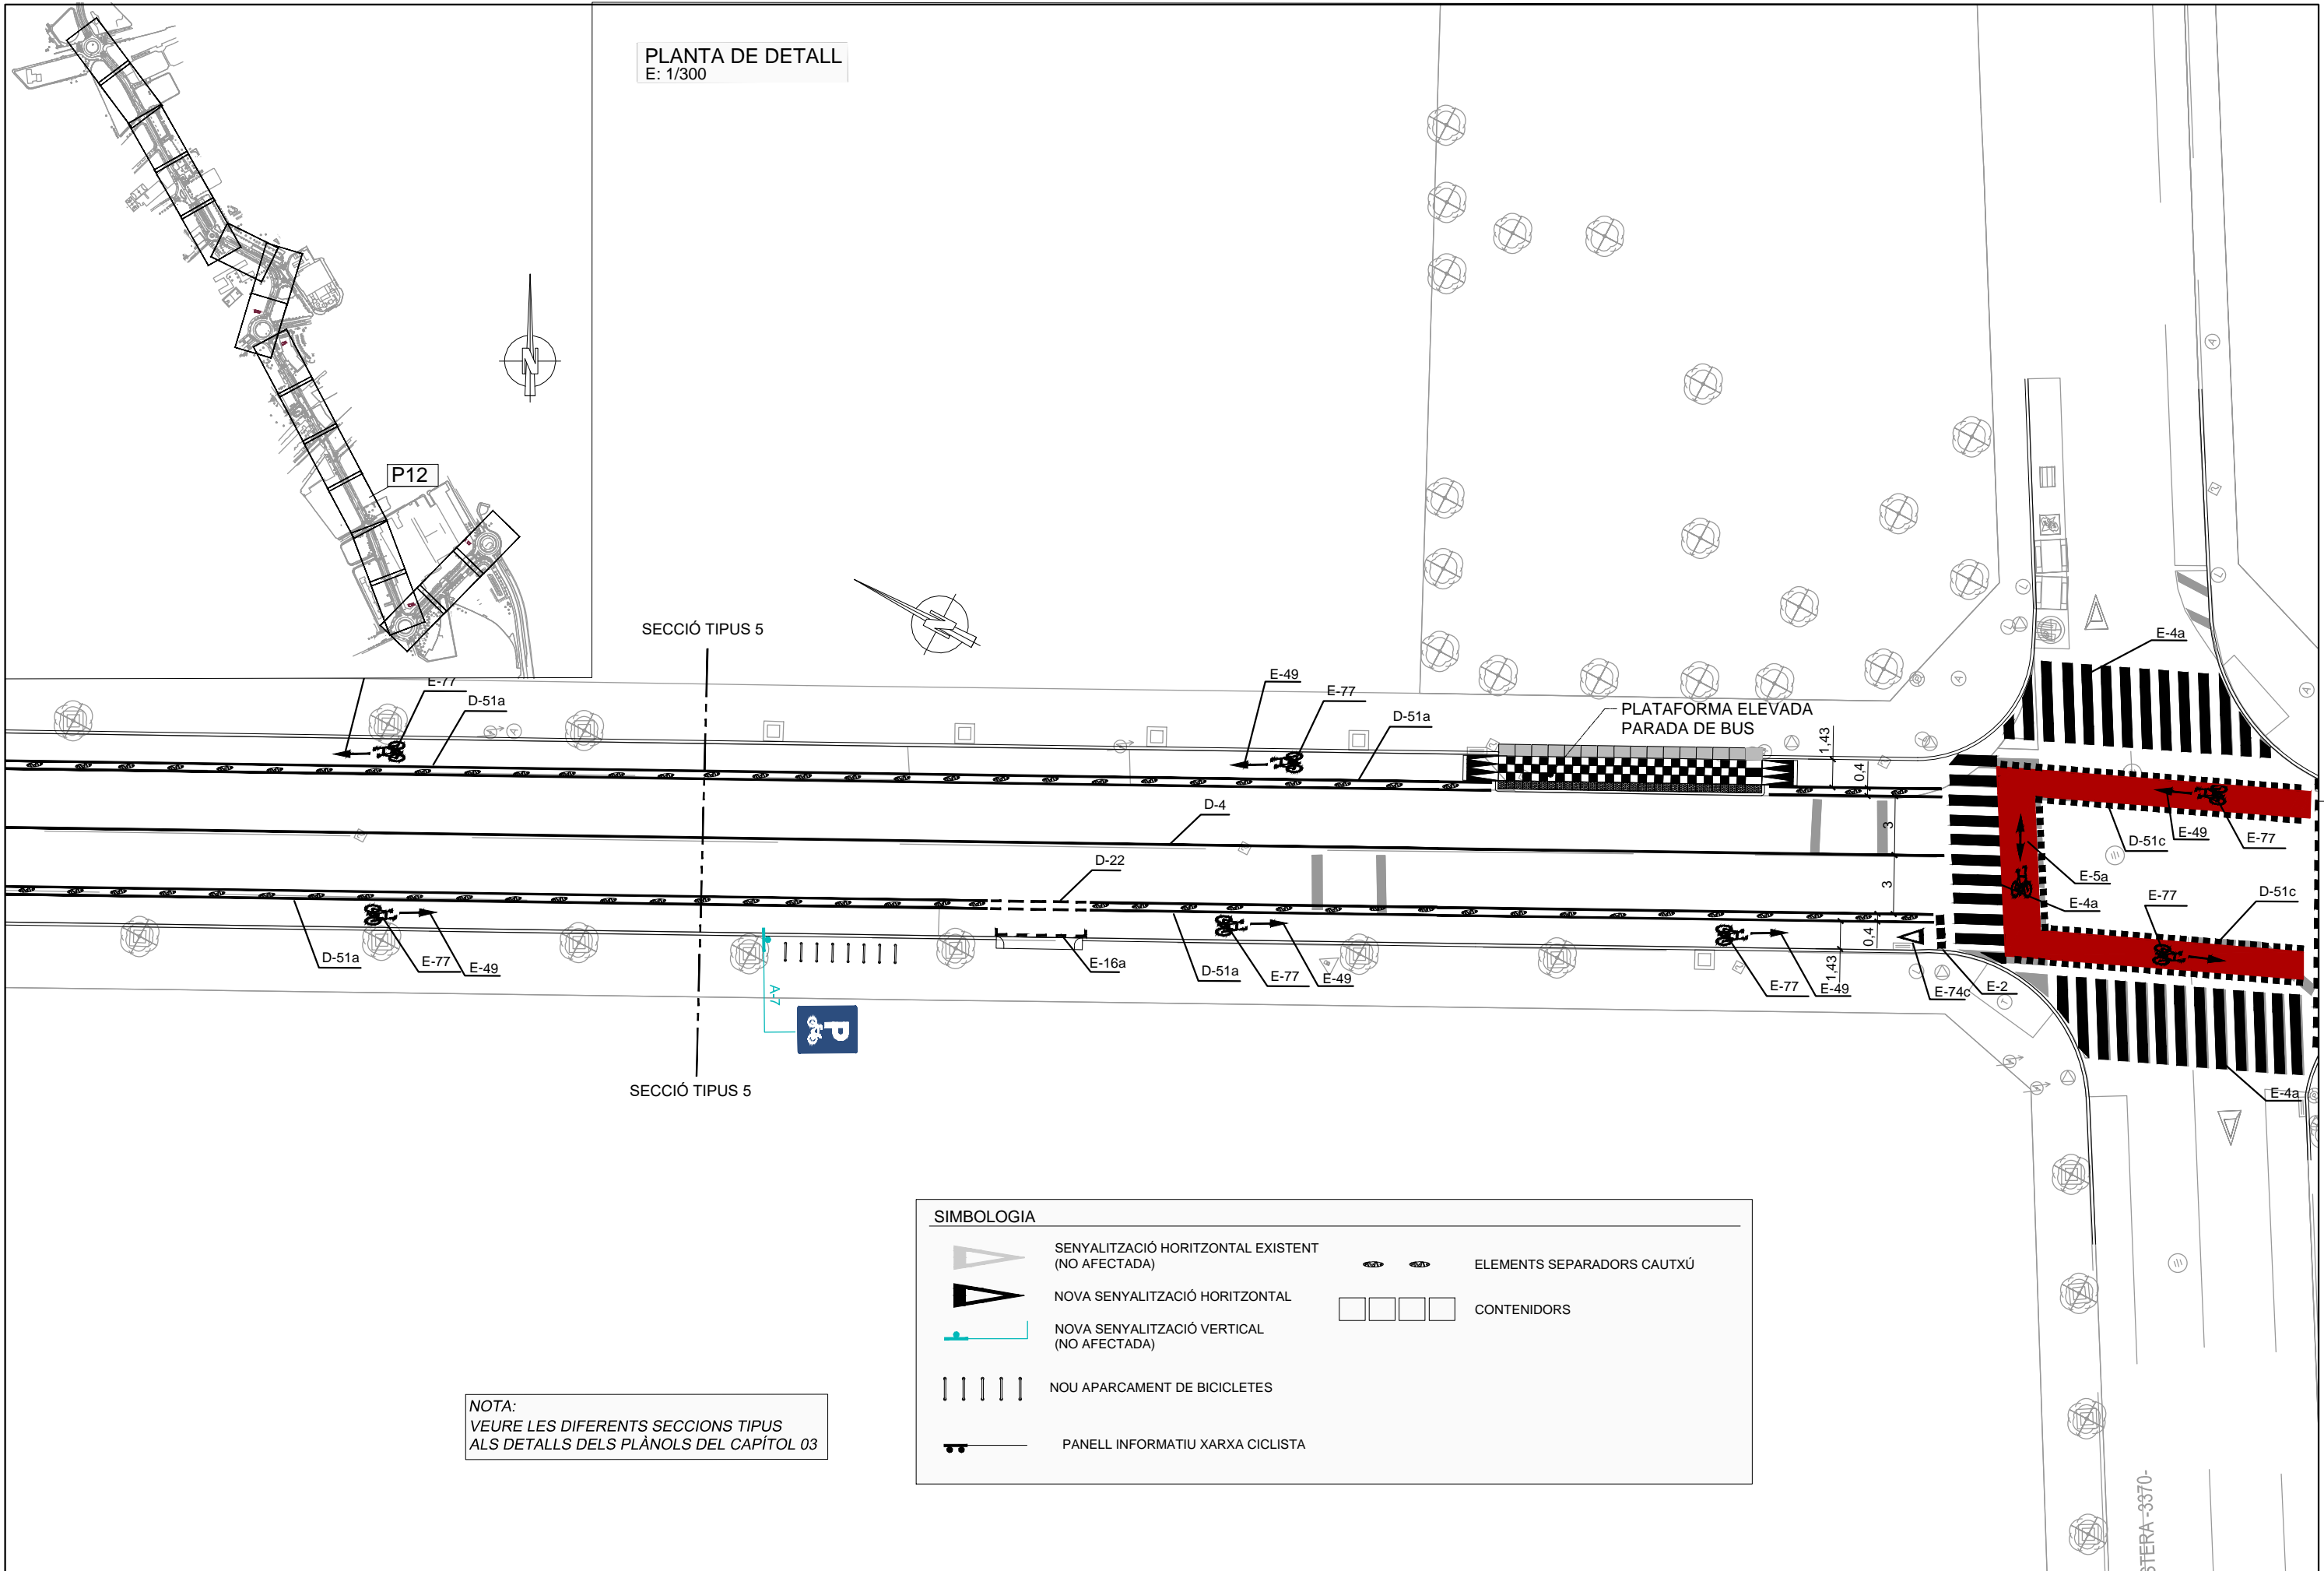 PLANTA DE DETALL
E: 1/300
N
P12
N
SECCIÓ TIPUS 5
E-77
D-51a
E-49
E-77
D-51a
PLATAFORMA ELEVADA
PARADA DE BUS
1,43
0,4
3
3
0,4
1,43
E-4a
D-4
D-22
D-51c
E-49
E-77
E-5a
E-4a
E-77
D-51c
D-51a
E-77
E-49
A-7
P
E-16a
D-51a
E-77
E-49
E-77
E-49
E-74c
E-2
E-4a
SECCIÓ TIPUS 5
SIMBOLOGIA
SENYALITZACIÓ HORITZONTAL EXISTENT
(NO AFECTADA)
NOVA SENYALITZACIÓ HORITZONTAL
NOVA SENYALITZACIÓ VERTICAL
(NO AFECTADA)
NOU APARCAMENT DE BICICLETES
PANELL INFORMATIU XARXA CICLISTA
ELEMENTS SEPARADORS CAUTXÚ
CONTENIDORS
NOTA:
VEURE LES DIFERENTS SECCIONS TIPUS
ALS DETALLS DELS PLÀNOLS DEL CAPÍTOL 03
STERA -3370-